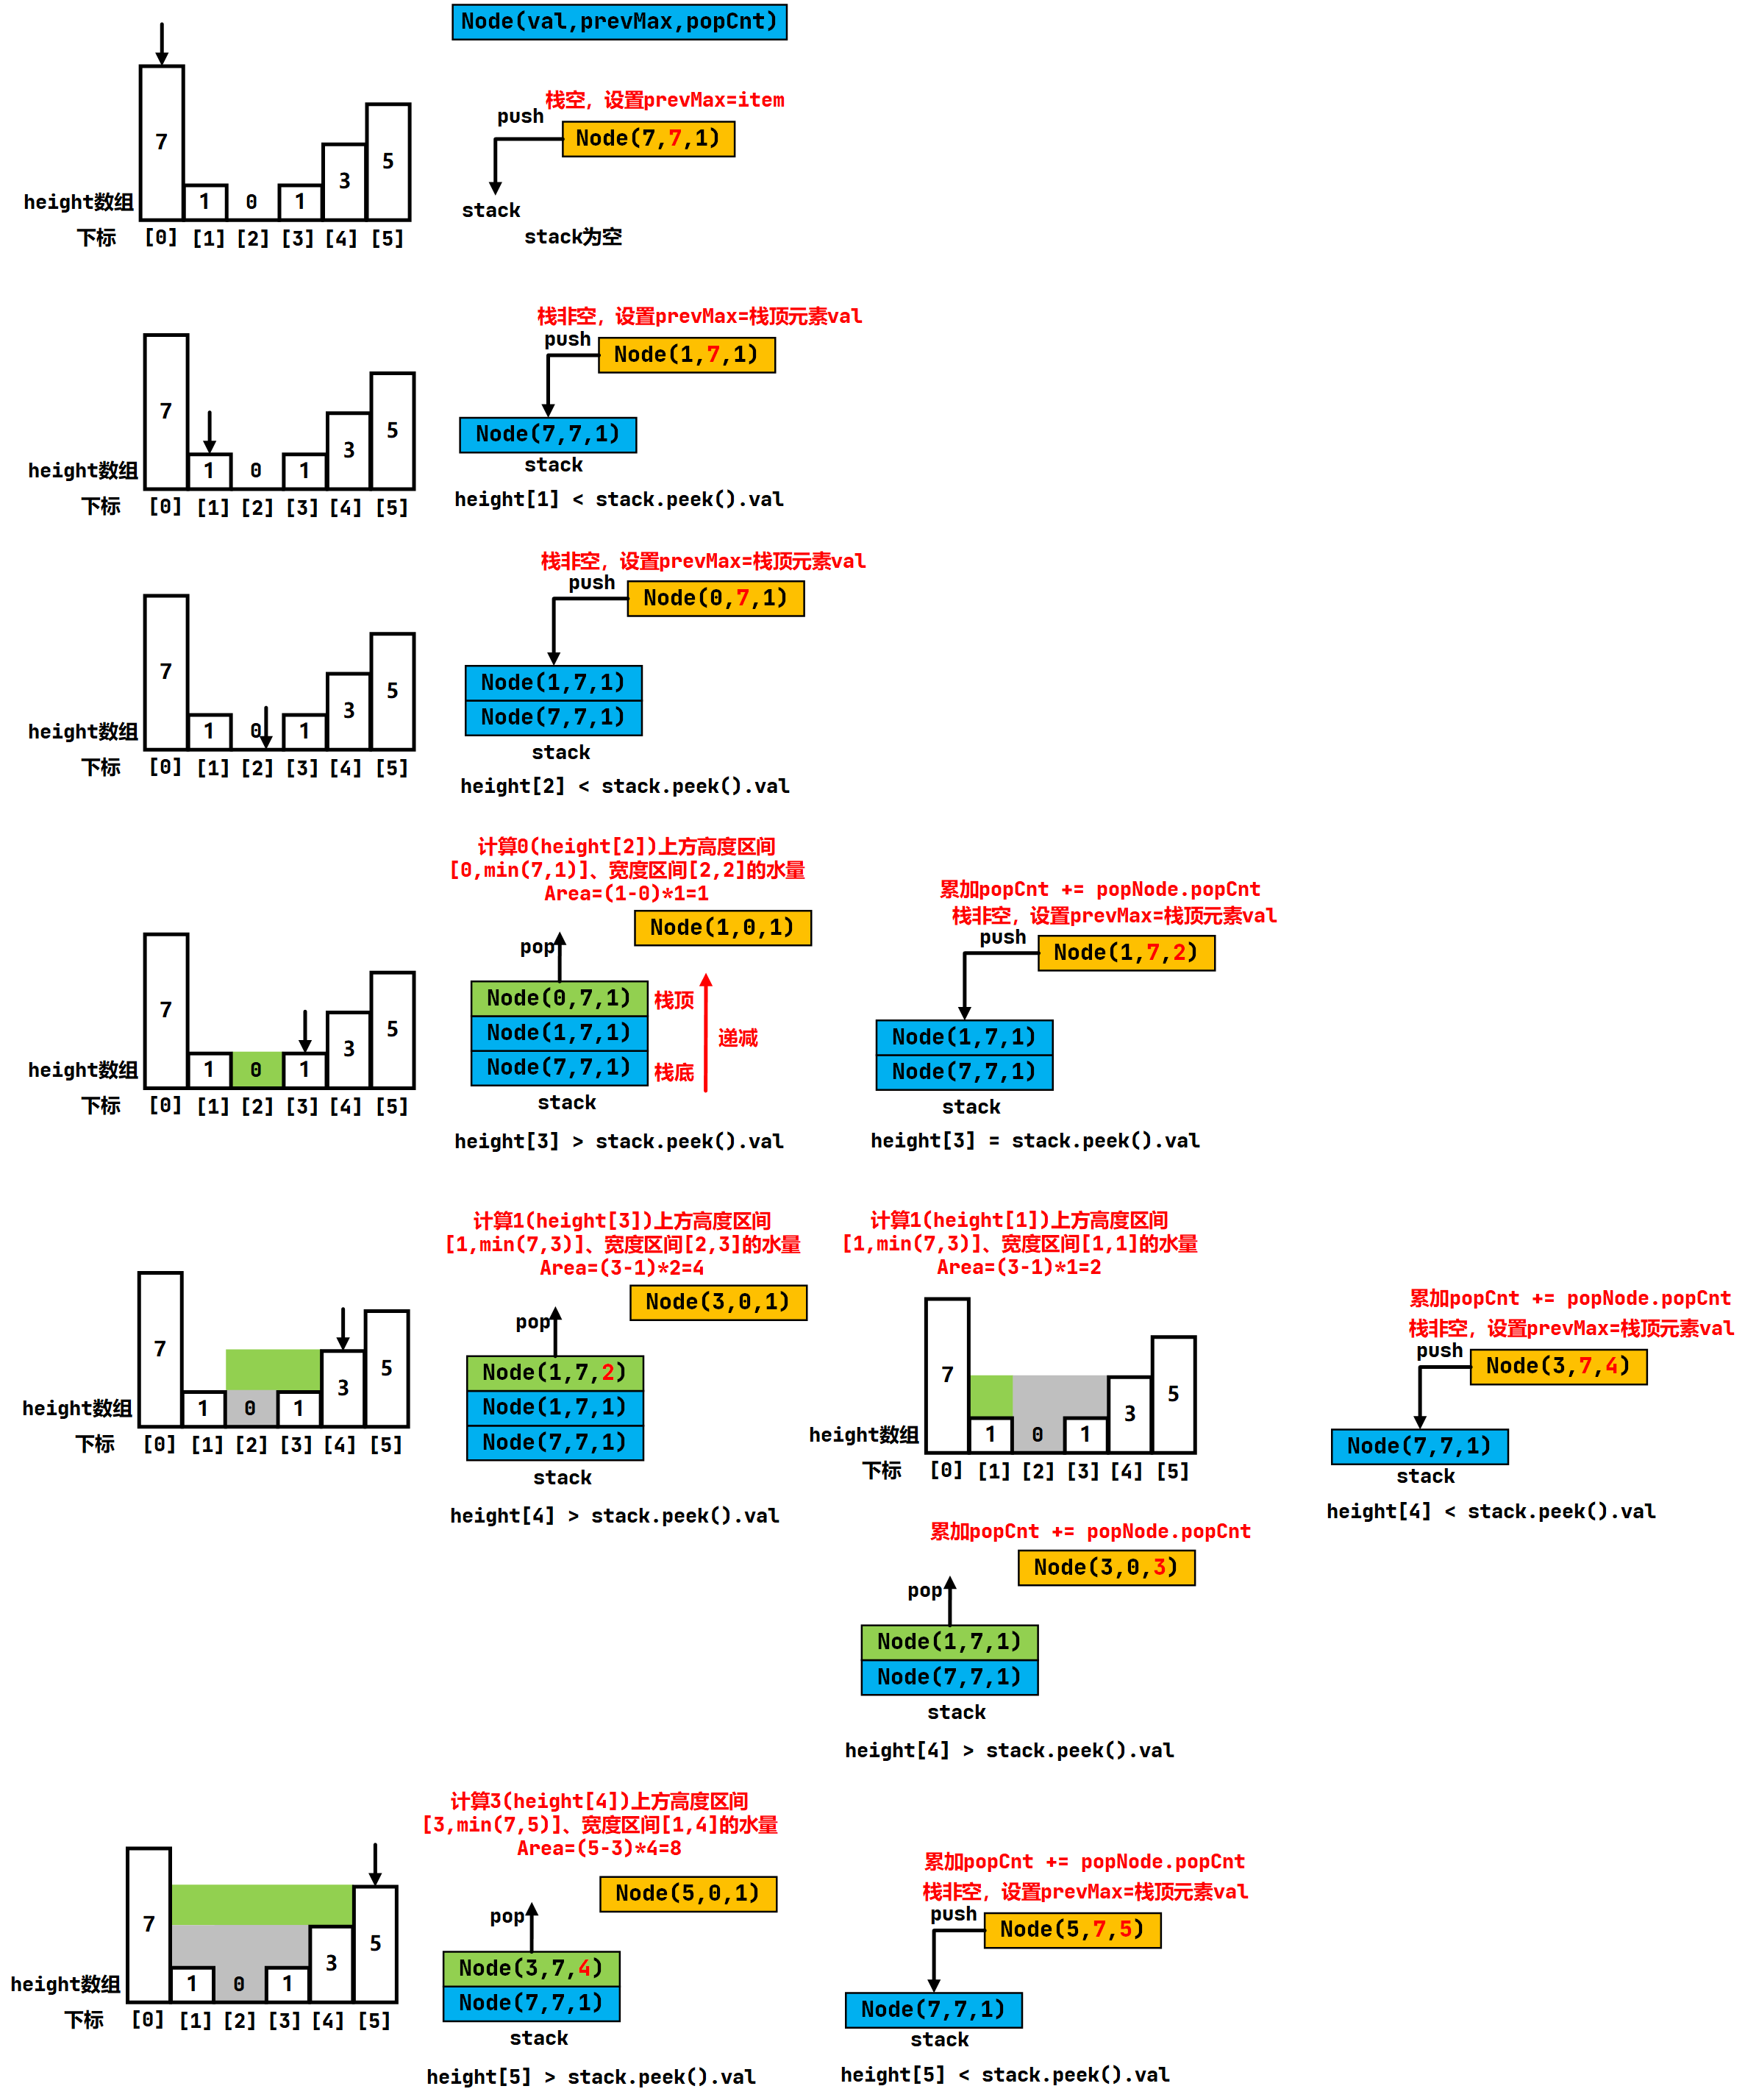 Node(val,prevMax,popCnt)
栈空，设置prevMax=item
push
Node(7,7,1)
7
1
0
1
3
5
height数组
下标
[0] [1] [2] [3] [4] [5]
stack
stack为空
栈非空，设置prevMax=栈顶元素val
push
Node(1,7,1)
7
1
0
1
3
5
height数组
下标
[0] [1] [2] [3] [4] [5]
Node(7,7,1)
stack
height[1] < stack.peek().val
栈非空，设置prevMax=栈顶元素val
push
Node(0,7,1)
7
1
0
1
3
5
height数组
下标
[0] [1] [2] [3] [4] [5]
Node(1,7,1)
Node(7,7,1)
stack
height[2] < stack.peek().val
计算0(height[2])上方高度区间
[0,min(7,1)]、宽度区间[2,2]的水量
Area=(1-0)*1=1
Node(1,0,1)
pop
7
1
0
1
3
5
height数组
下标
[0] [1] [2] [3] [4] [5]
Node(0,7,1)
Node(1,7,1)
Node(7,7,1)
栈顶
递减
栈底
stack
height[3] > stack.peek().val
累加popCnt += popNode.popCnt
栈非空，设置prevMax=栈顶元素val
push
Node(1,7,2)
Node(1,7,1)
Node(7,7,1)
stack
height[3] = stack.peek().val
计算1(height[3])上方高度区间
[1,min(7,3)]、宽度区间[2,3]的水量
Area=(3-1)*2=4
Node(3,0,1)
pop
7
1
0
1
3
5
height数组
下标
[0] [1] [2] [3] [4] [5]
Node(1,7,2)
Node(1,7,1)
Node(7,7,1)
stack
height[4] > stack.peek().val
计算1(height[1])上方高度区间
[1,min(7,3)]、宽度区间[1,1]的水量
Area=(3-1)*1=2
7
1
0
1
3
5
height数组
下标
[0] [1] [2] [3] [4] [5]
累加popCnt += popNode.popCnt
Node(3,0,3)
pop
Node(1,7,1)
Node(7,7,1)
stack
height[4] > stack.peek().val
累加popCnt += popNode.popCnt
栈非空，设置prevMax=栈顶元素val
push
Node(3,7,4)
Node(7,7,1)
stack
height[4] < stack.peek().val
计算3(height[4])上方高度区间
[3,min(7,5)]、宽度区间[1,4]的水量
Area=(5-3)*4=8
Node(5,0,1)
pop
7
1
0
1
3
5
height数组
下标
[0] [1] [2] [3] [4] [5]
Node(3,7,4)
Node(7,7,1)
stack
height[5] > stack.peek().val
累加popCnt += popNode.popCnt
栈非空，设置prevMax=栈顶元素val
push
Node(5,7,5)
Node(7,7,1)
stack
height[5] < stack.peek().val